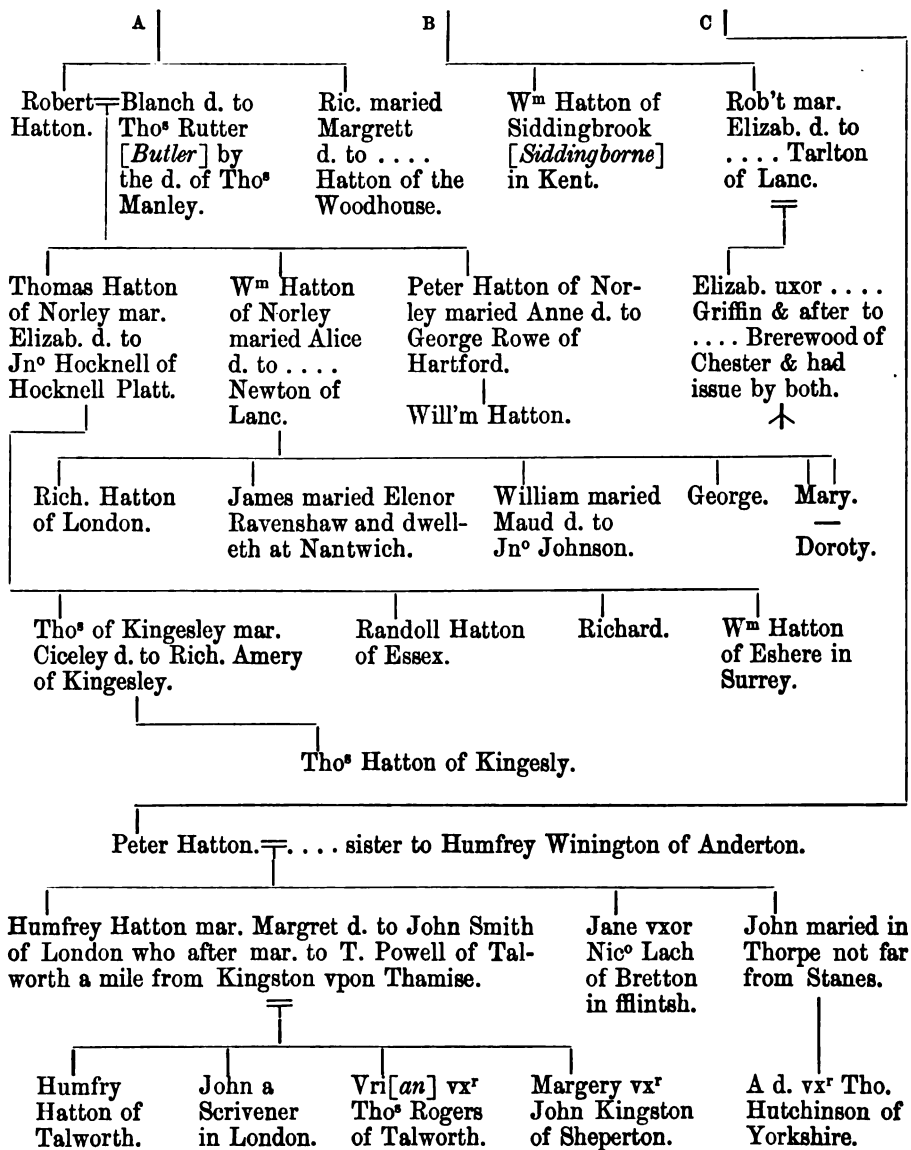 A
B
C
Robert
Hatton.
Blanch d. to
Thoˢ Rutter
[Butler] by
the d. of Thoˢ
Manley.
Ric. maried
Margrett
d. to ....
Hatton of the
Woodhouse.
Wᵐ Hatton of
Siddingbrook
[Siddingborne]
in Kent.
Rob't mar.
Elizab. d. to
.... Tarlton
of Lanc.
Thomas Hatton
of Norley mar.
Elizab. d. to
Jnº Hocknell of
Hocknell Platt.
Wᵐ Hatton
of Norley
maried Alice
d. to ....
Newton of
Lanc.
Peter Hatton of Nor-
ley maried Anne d. to
George Rowe of
Hartford.
Will'm Hatton.
Elizab. uxor ....
Griffin & after to
.... Brerewood of
Chester & had
issue by both.
Rich. Hatton
of London.
James maried Elenor
Ravenshaw and dwell-
eth at Nantwich.
William maried
Maud d. to
Jnº Johnson.
George.
Mary.
—
Doroty.
Thoˢ of Kingesley mar.
Ciceley d. to Rich. Amery
of Kingesley.
Randoll Hatton
of Essex.
Richard.
Wᵐ Hatton
of Eshere in
Surrey.
Thoˢ Hatton of Kingesly.
Peter Hatton. .... sister to Humfrey Winington of Anderton.
Humfrey Hatton mar. Margret d. to John Smith
of London who after mar. to T. Powell of Tal-
worth a mile from Kingston vpon Thamise.
Jane vxor
Nicº Lach
of Bretton
in fflintsh.
John maried in
Thorpe not far
from Stanes.
Humfry
Hatton of
Talworth.
John a
Scrivener
in London.
Vri[an] vxʳ
Thoˢ Rogers
of Talworth.
Margery vxʳ
John Kingston
of Sheperton.
A d. vxʳ Tho.
Hutchinson of
Yorkshire.